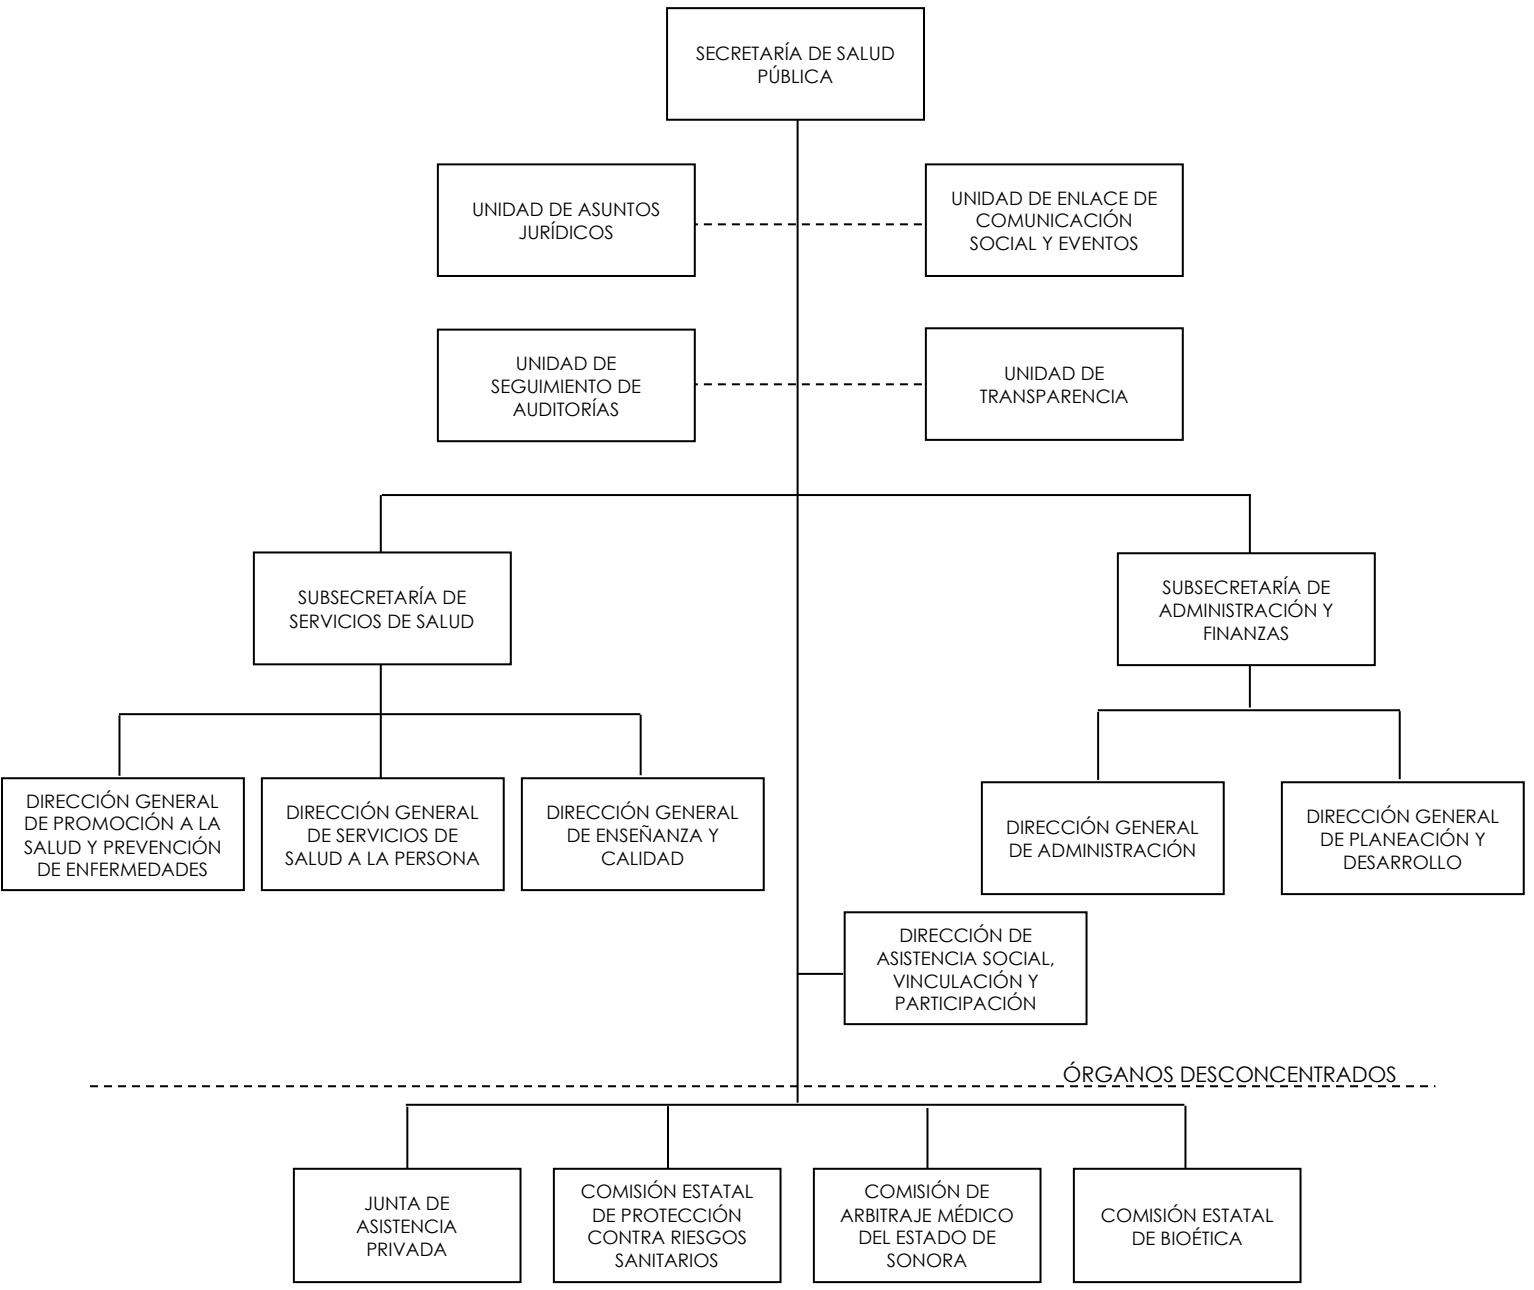 SECRETARÍA DE SALUD
PÚBLICA
UNIDAD DE ASUNTOS
JURÍDICOS
UNIDAD DE ENLACE DE
COMUNICACIÓN
SOCIAL Y EVENTOS
UNIDAD DE
SEGUIMIENTO DE
AUDITORÍAS
UNIDAD DE
TRANSPARENCIA
SUBSECRETARÍA DE
SERVICIOS DE SALUD
SUBSECRETARÍA DE
ADMINISTRACIÓN Y
FINANZAS
DIRECCIÓN GENERAL
DE PROMOCIÓN A LA
SALUD Y PREVENCIÓN
DE ENFERMEDADES
DIRECCIÓN GENERAL
DE SERVICIOS DE
SALUD A LA PERSONA
DIRECCIÓN GENERAL
DE ENSEÑANZA Y
CALIDAD
DIRECCIÓN GENERAL
DE ADMINISTRACIÓN
DIRECCIÓN GENERAL
DE PLANEACIÓN Y
DESARROLLO
DIRECCIÓN DE
ASISTENCIA SOCIAL,
VINCULACIÓN Y
PARTICIPACIÓN
ÓRGANOS DESCONCENTRADOS
JUNTA DE
ASISTENCIA
PRIVADA
COMISIÓN ESTATAL
DE PROTECCIÓN
CONTRA RIESGOS
SANITARIOS
COMISIÓN DE
ARBITRAJE MÉDICO
DEL ESTADO DE
SONORA
COMISIÓN ESTATAL
DE BIOÉTICA